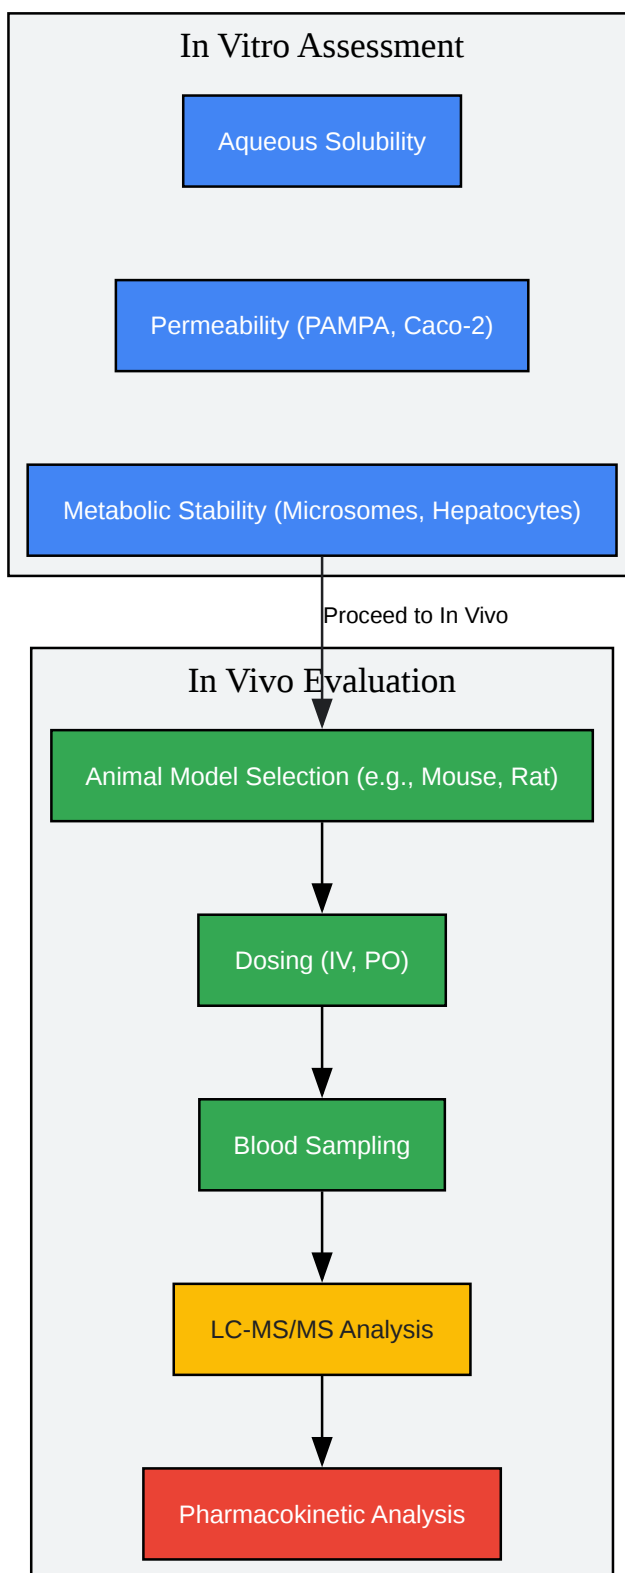 In Vitro Assessment
Aqueous Solubility
Permeability (PAMPA, Caco-2)
Metabolic Stability (Microsomes, Hepatocytes)
Proceed to In Vivo
In Vivo Evaluation
Animal Model Selection (e.g., Mouse, Rat)
Dosing (IV, PO)
Blood Sampling
LC-MS/MS Analysis
Pharmacokinetic Analysis